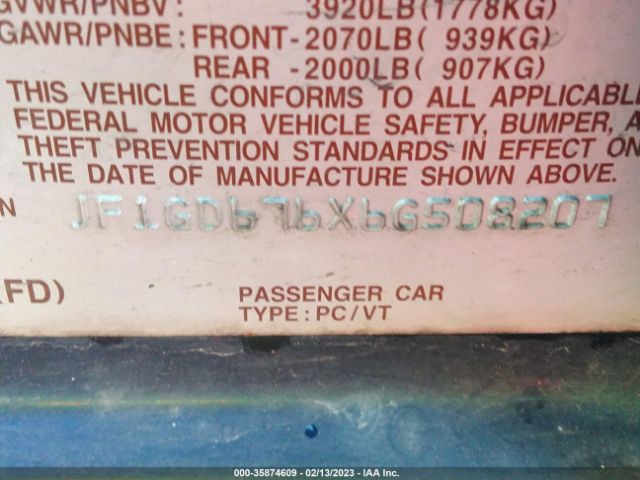 GVWR/PNBV: 3920LB(1778KG)
GAWR/PNBE: FRONT-2070LB( 939KG)
REAR -2000LB( 907KG)
THIS VEHICLE CONFORMS TO ALL APPLICABL
FEDERAL MOTOR VEHICLE SAFETY, BUMPER, A
THEFT PREVENTION STANDARDS IN EFFECT ON
THE DATE OF MANUFACTURE SHOWN ABOVE.
N JF1GD676X6G508207
(FD) PASSENGER CAR
TYPE: PC/VT
000-35874609 - 02/13/2023 - IAA Inc.